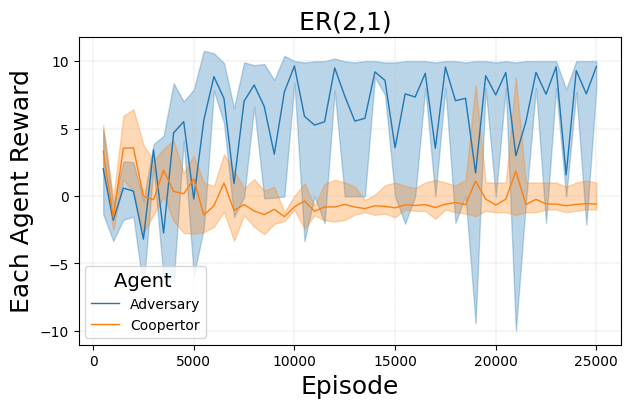 ER(2,1)
Each Agent Reward
10
5
0
−5
−10
Agent
Adversary
Coopertor
0
5000
10000
15000
20000
25000
Episode